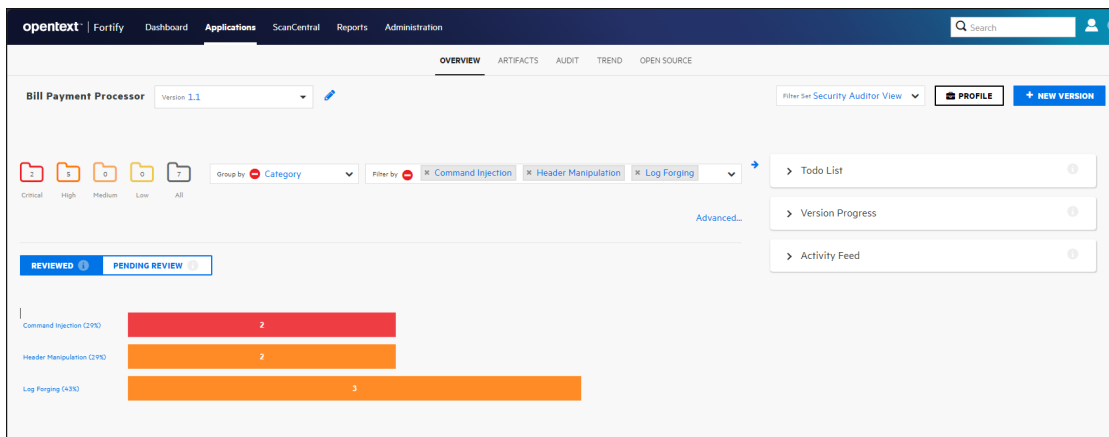 opentext™ | Fortify Dashboard Applications ScanCentral Reports Administration Search
OVERVIEW ARTIFACTS AUDIT TREND OPEN SOURCE
Bill Payment Processor Version 1.1 Filter Set Security Auditor View PROFILE + NEW VERSION
2 5 0 0 7 Group by Category Filter by × Command Injection × Header Manipulation × Log Forging
Critical High Medium Low All
Todo List
Advanced...
Version Progress
REVIEWED PENDING REVIEW
Activity Feed
Command Injection (29%) 2
Header Manipulation (29%) 2
Log Forging (43%) 3